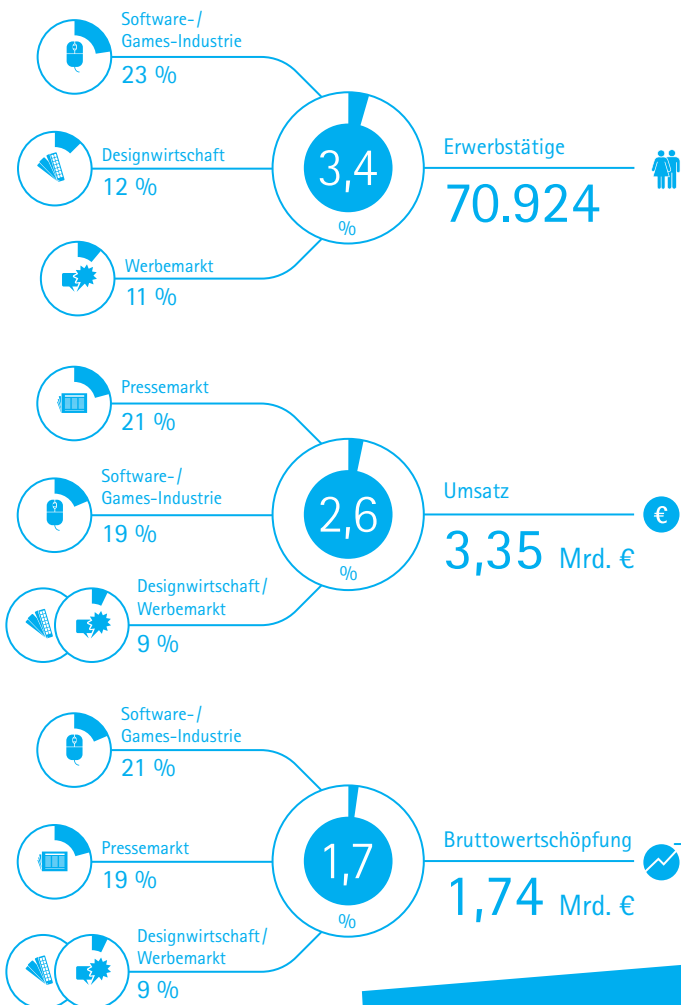 Software-/
Games-Industrie
23 %
Designwirtschaft
12 %
Werbemarkt
11 %
3,4
%
Erwerbstätige
70.924
Pressemarkt
21 %
Software-/
Games-Industrie
19 %
Designwirtschaft/
Werbemarkt
9 %
2,6
%
Umsatz
€
3,35 Mrd. €
Software-/
Games-Industrie
21 %
Pressemarkt
19 %
Designwirtschaft/
Werbemarkt
9 %
1,7
%
Bruttowertschöpfung
1,74 Mrd. €